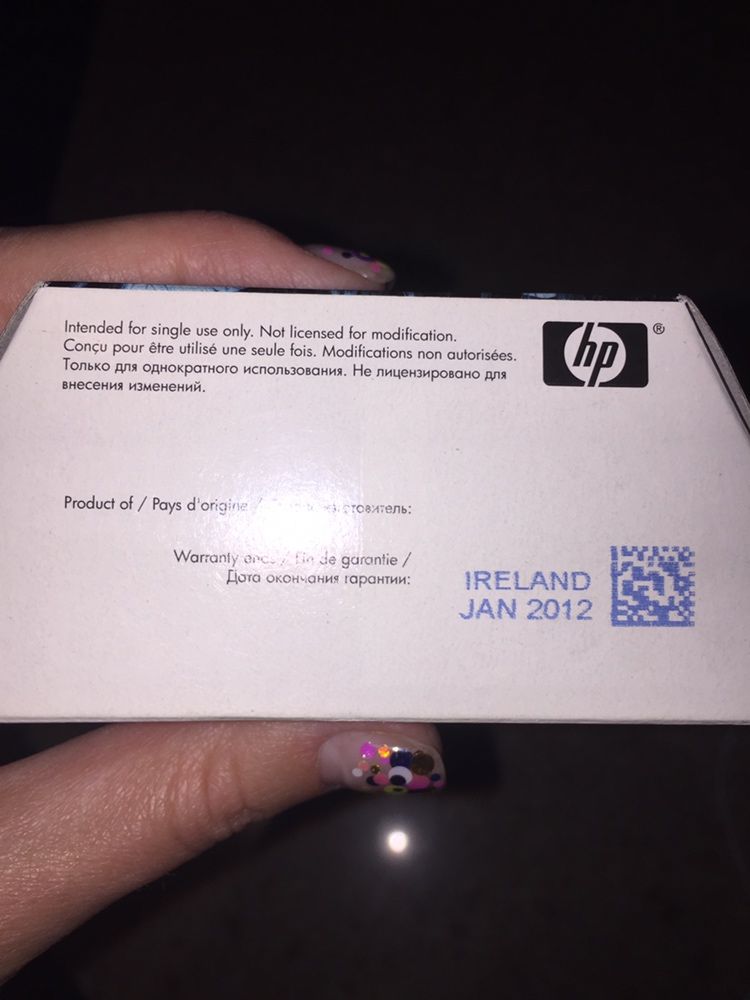 Intended for single use only. Not licensed for modification.
Conçu pour être utilisé une seule fois. Modifications non autorisées.
Только для однократного использования. Не лицензировано для
внесения изменений.
hp ®
Product of / Pays d'origine /
Warranty ends / Fin de garantie /
Дата окончания гарантии:
IRELAND
JAN 2012